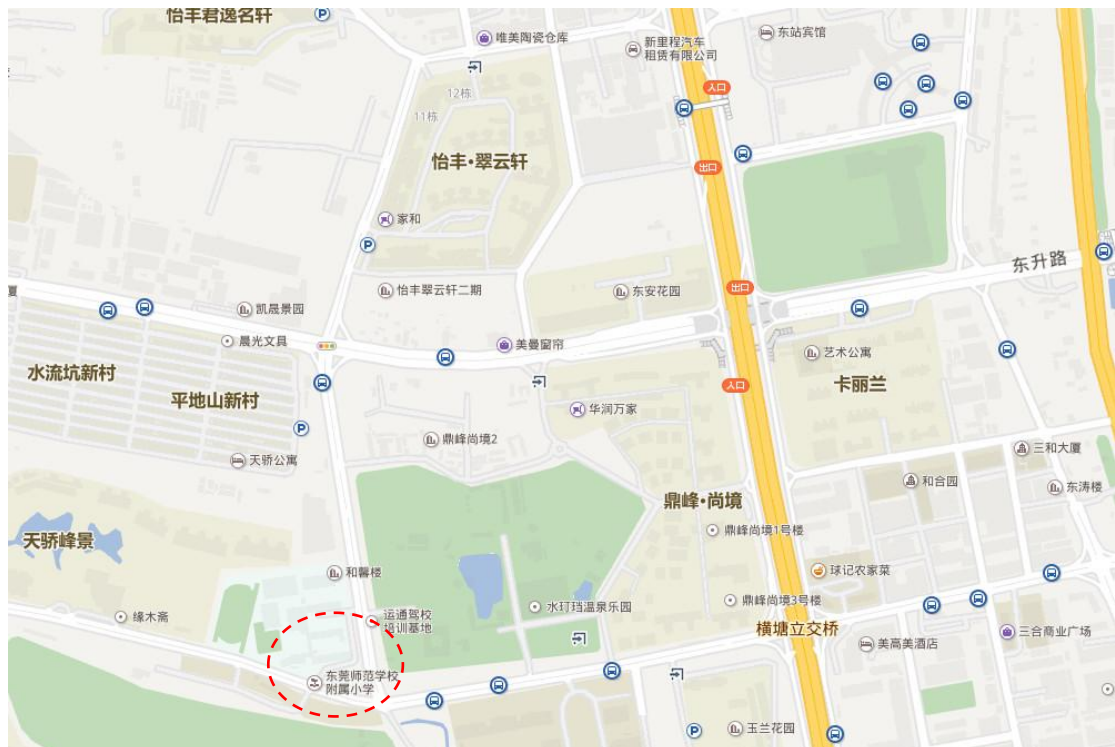 怡丰君逸名轩
P
唯美陶瓷仓库
新里程汽车
租赁有限公司
东站宾馆
12栋
11栋
入口
怡丰·翠云轩
出口
家和
P
东升路
厦
怡丰翠云轩二期
东安花园
出口
凯晟景园
晨光文具
美曼窗帘
艺术公寓
水流坑新村
平地山新村
卡丽兰
入口
华润万家
P
鼎峰尚境2
天骄公寓
三和大厦
和合园
东涛楼
鼎峰·尚境
鼎峰尚境1号楼
天骄峰景
和馨楼
球记农家菜
缘木斋
运通驾校
培训基地
水玎珰温泉乐园
鼎峰尚境3号楼
横塘立交桥
美高美酒店
三合商业广场
东莞师范学校
附属小学
玉兰花园
P